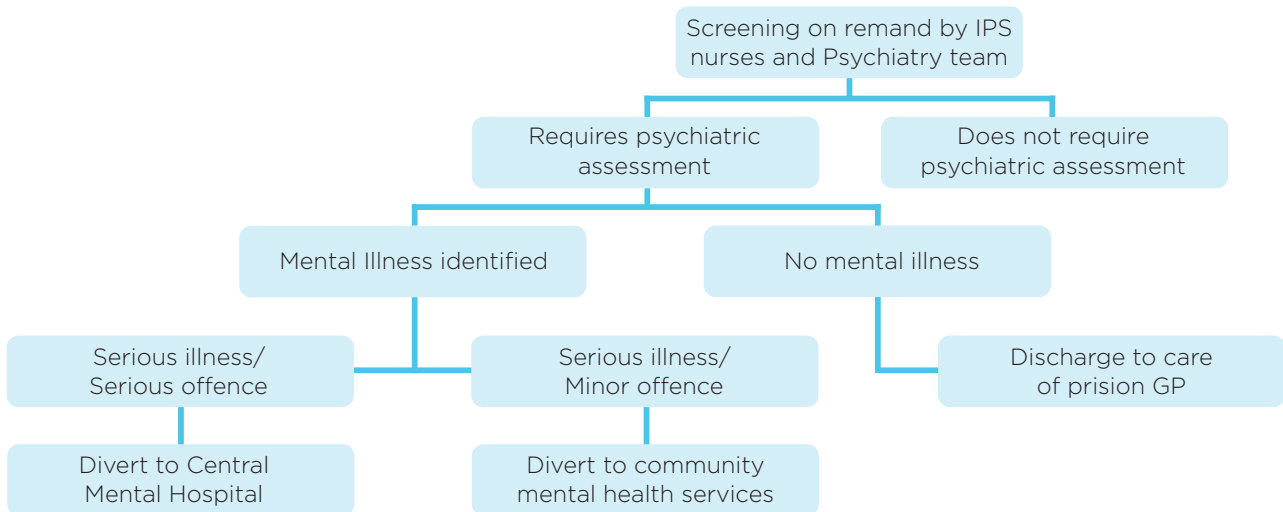 Screening on remand by IPS
nurses and Psychiatry team
Requires psychiatric
assessment
Does not require
psychiatric assessment
Mental Illness identified
No mental illness
Serious illness/
Serious offence
Serious illness/
Minor offence
Discharge to care
of prision GP
Divert to Central
Mental Hospital
Divert to community
mental health services